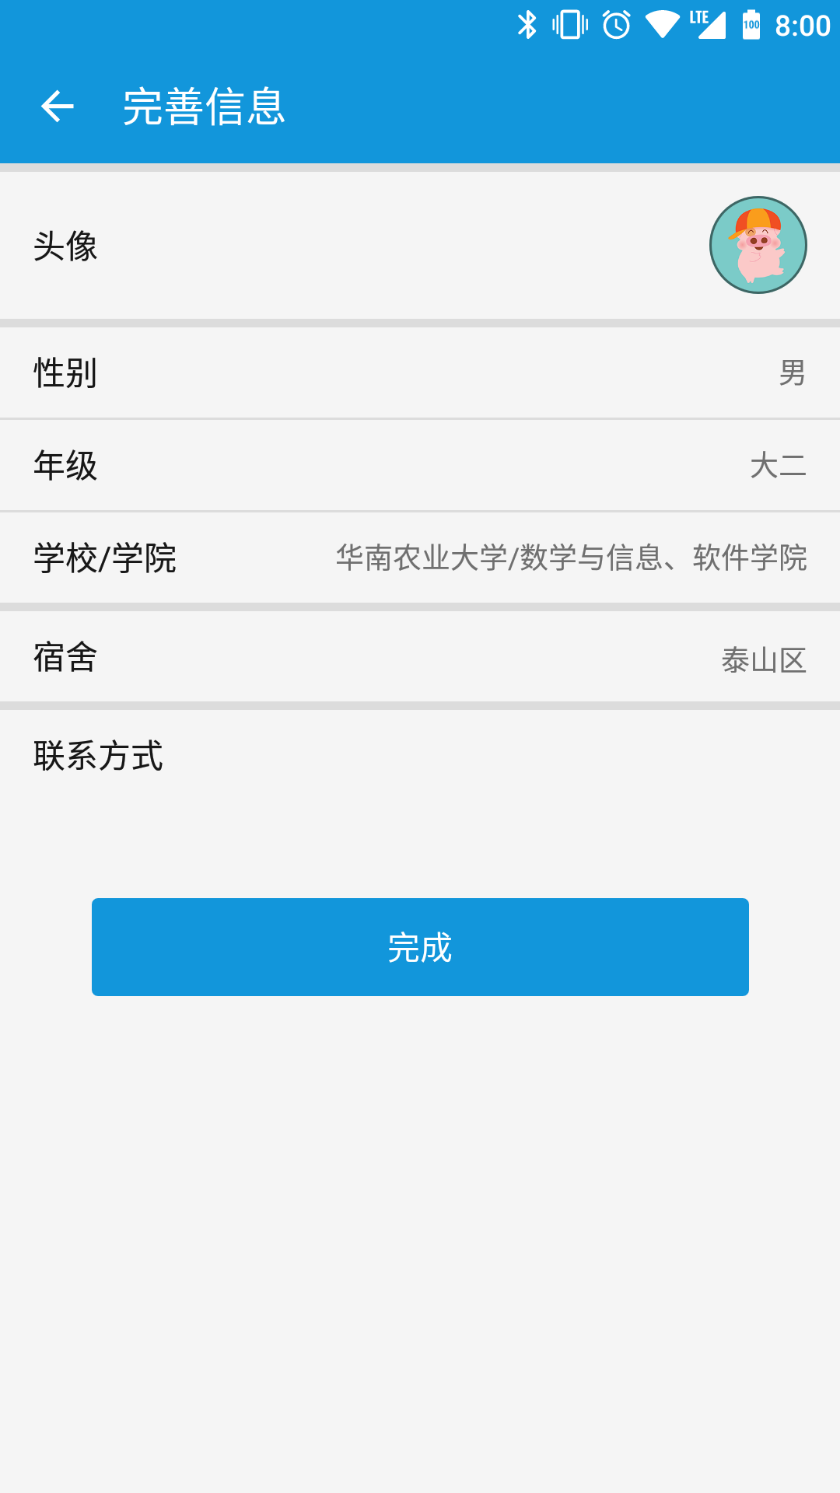 LTE 100 8:00
完善信息
头像
性别 男
年级 大二
学校/学院 华南农业大学/数学与信息、软件学院
宿舍 泰山区
联系方式
完成